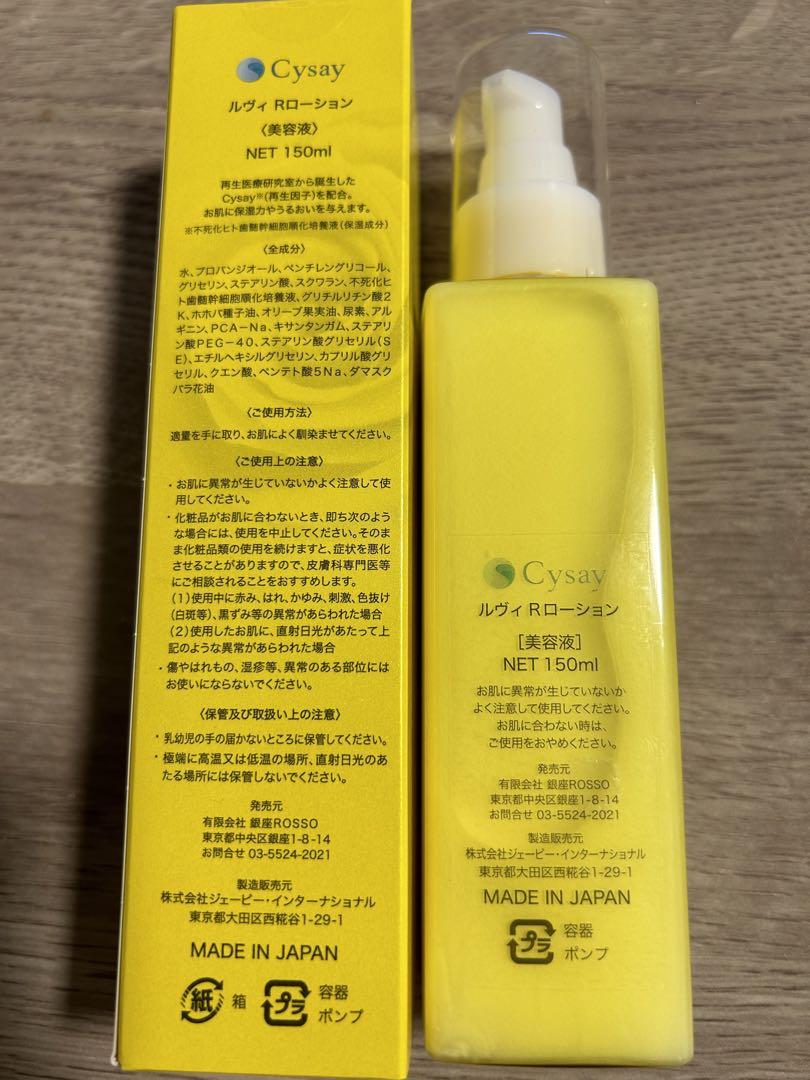 Cysay
ルヴィ Rローション
〈美容液〉
NET 150ml
再生医療研究室から誕生した
Cysay※(再生因子)を配合。
お肌に保湿力やうるおいを与えます。
※不死化ヒト歯髄幹細胞順化培養液(保湿成分)
〈全成分〉
水、プロパンジオール、ペンチレングリコール、
グリセリン、ステアリン酸、スクワラン、不死化ヒ
ト歯髄幹細胞順化培養液、グリチルリチン酸2
K、ホホバ種子油、オリーブ果実油、尿素、アル
ギニン、PCA-Na、キサンタンガム、ステアリ
ン酸PEG-40、ステアリン酸グリセリル(S
E)、エチルヘキシルグリセリン、カプリル酸グリ
セリル、クエン酸、ペンテト酸5Na、ダマスク
バラ花油
〈ご使用方法〉
適量を手に取り、お肌によく馴染ませてください。
〈ご使用上の注意〉
・お肌に異常が生じていないかよく注意して使
用してください。
・化粧品がお肌に合わないとき、即ち次のよう
な場合には、使用を中止してください。そのま
ま化粧品類の使用を続けますと、症状を悪化
させることがありますので、皮膚科専門医等
にご相談されることをおすすめします。
(1)使用中に赤み、はれ、かゆみ、刺激、色抜け
(白斑等)、黒ずみ等の異常があらわれた場合
(2)使用したお肌に、直射日光があたって上
記のような異常があらわれた場合
・傷やはれもの、湿疹等、異常のある部位には
お使いにならないでください。
〈保管及び取扱い上の注意〉
・乳幼児の手の届かないところに保管してください。
・極端に高温又は低温の場所、直射日光のあ
たる場所には保管しないでください。
発売元
有限会社 銀座ROSSO
東京都中央区銀座1-8-14
お問合せ 03-5524-2021
製造販売元
株式会社ジェーピー・インターナショナル
東京都大田区西糀谷1-29-1
MADE IN JAPAN
紙 箱
プラ 容器
ポンプ
Cysay
ルヴィ Rローション
[美容液]
NET 150ml
お肌に異常が生じていないか
よく注意して使用してください。
お肌に合わない時は、
ご使用をおやめください。
発売元
有限会社 銀座ROSSO
東京都中央区銀座1-8-14
お問合せ 03-5524-2021
製造販売元
株式会社ジェーピー・インターナショナル
東京都大田区西糀谷1-29-1
MADE IN JAPAN
プラ 容器
ポンプ